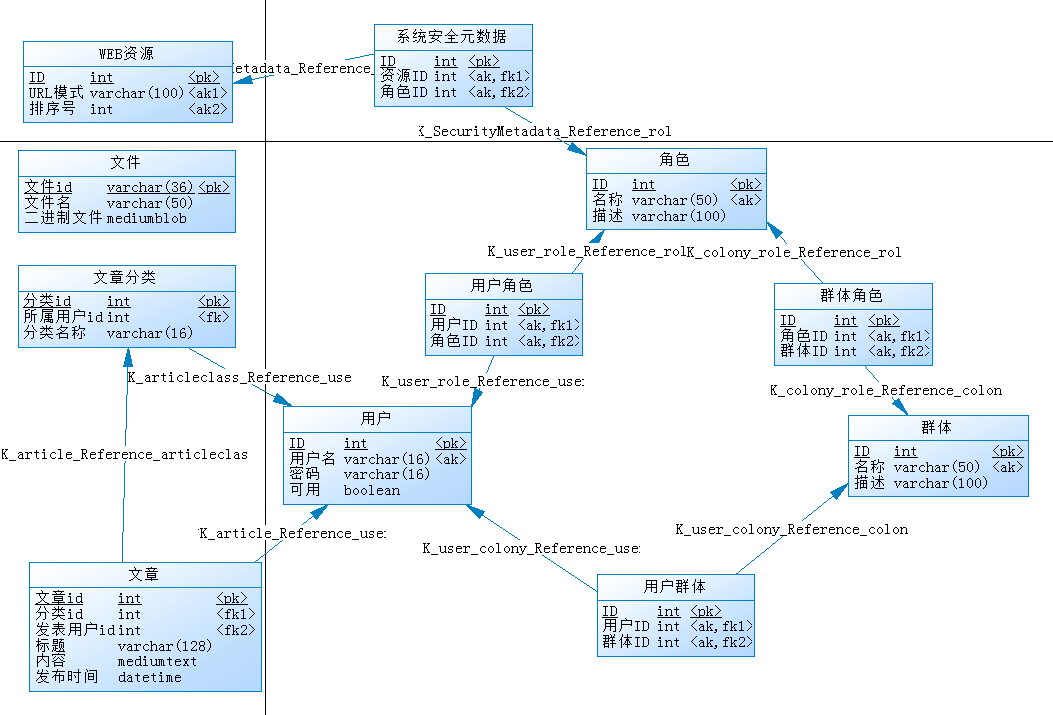 WEB资源
ID int <pk>
URL模式 varchar(100) <ak1>
排序号 int <ak2>
系统安全元数据
ID int <pk>
资源ID int <ak,fk1>
角色ID int <ak,fk2>
etadata_Reference_
K_SecurityMetadata_Reference_rol
文件
文件id varchar(36) <pk>
文件名 varchar(50)
二进制文件 mediumblob
角色
ID int <pk>
名称 varchar(50) <ak>
描述 varchar(100)
K_user_role_Reference_rol
K_colony_role_Reference_rol
文章分类
分类id int <pk>
所属用户id int <fk>
分类名称 varchar(16)
用户角色
ID int <pk>
用户ID int <ak,fk1>
角色ID int <ak,fk2>
群体角色
ID int <pk>
角色ID int <ak,fk1>
群体ID int <ak,fk2>
K_articleclass_Reference_use
K_user_role_Reference_use
K_colony_role_Reference_colon
用户
ID int <pk>
用户名 varchar(16) <ak>
密码 varchar(16)
可用 boolean
群体
ID int <pk>
名称 varchar(50) <ak>
描述 varchar(100)
K_article_Reference_articleclas
K_article_Reference_use
K_user_colony_Reference_use
K_user_colony_Reference_colon
文章
文章id int <pk>
分类id int <fk1>
发表用户id int <fk2>
标题 varchar(128)
内容 mediumtext
发布时间 datetime
用户群体
ID int <pk>
用户ID int <ak,fk1>
群体ID int <ak,fk2>